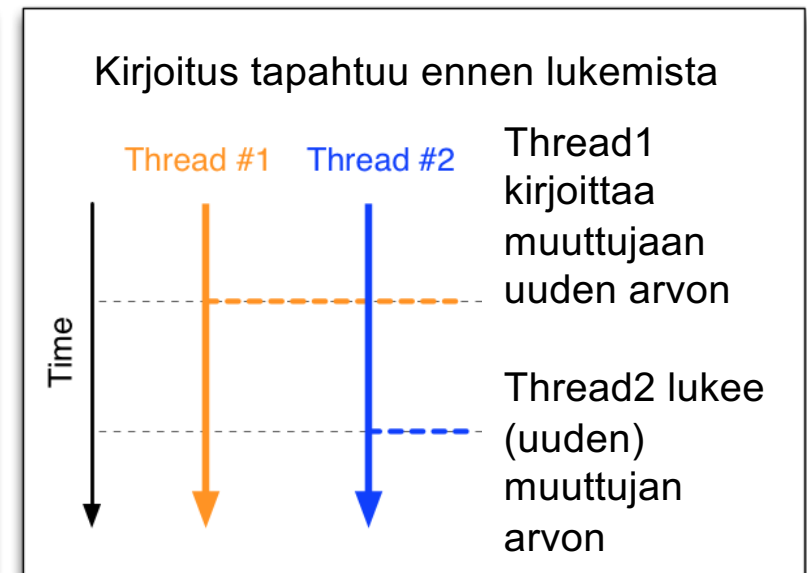 Kirjoitus tapahtuu ennen lukemista
Thread #1
Thread #2
Thread1
kirjoittaa
muuttujaan
uuden arvon
Time
Thread2 lukee
(uuden)
muuttujan
arvon